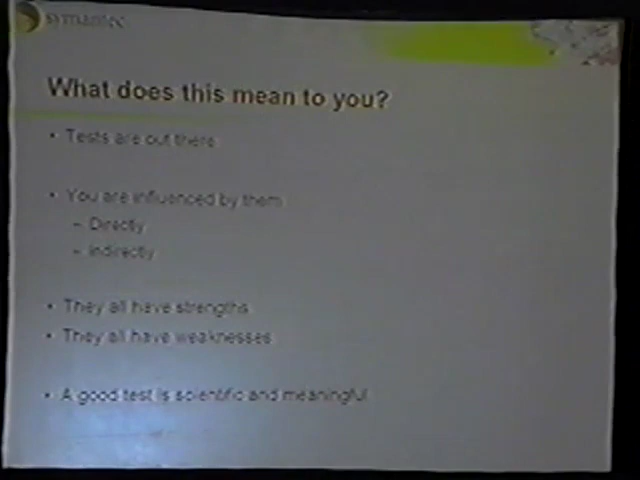 symantec
What does this mean to you?
• Tests are out there
• You are influenced by them
– Directly
– Indirectly
• They all have strengths
• They all have weaknesses
• A good test is scientific and meaningful